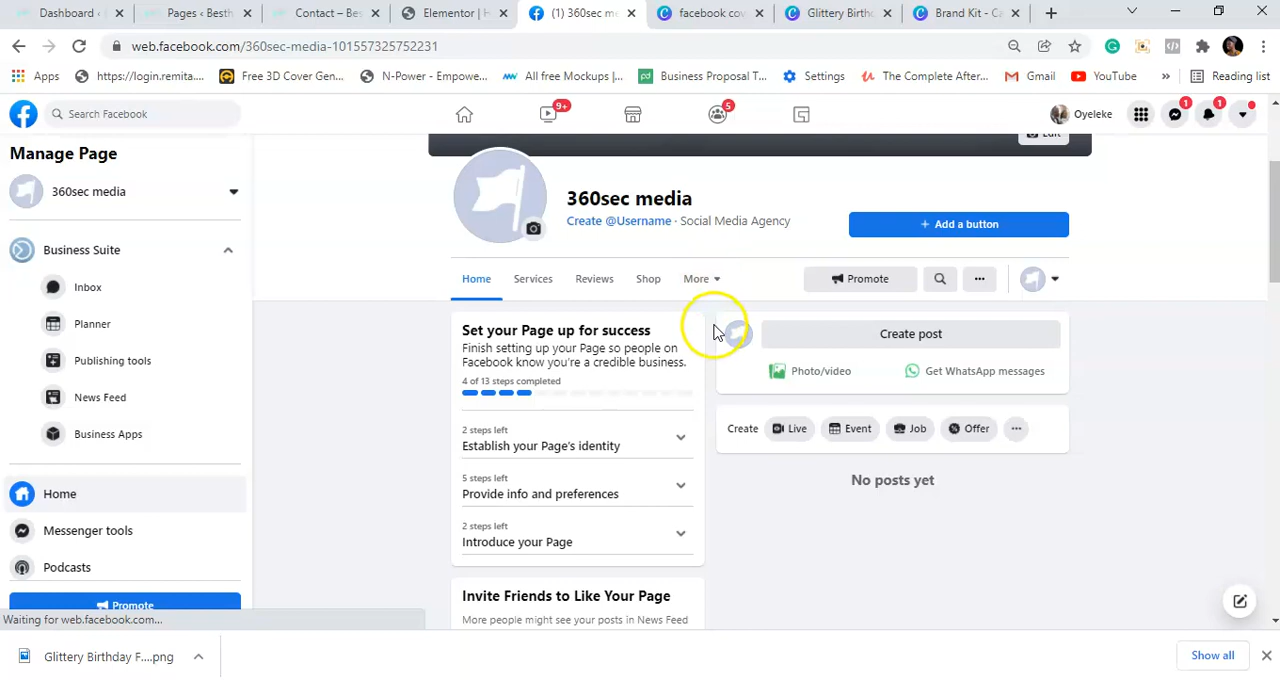 Dashboard ‹
Pages ‹ Besth
Contact – Bes
Elementor | H
(1) 360sec m
facebook cov
Glittery Birthd
Brand Kit - Ca
web.facebook.com/360sec-media-101557325752231
Apps
https://login.remita....
Free 3D Cover Gen...
N-Power - Empowe...
All free Mockups |...
Business Proposal T...
Settings
The Complete After...
Gmail
YouTube
»
Reading list
Search Facebook
9+
5
Oyeleke
1
1
Manage Page
360sec media
Business Suite
Inbox
Planner
Publishing tools
News Feed
Business Apps
Home
Messenger tools
Podcasts
Promote
Waiting for web.facebook.com...
Edit
360sec media
Create @Username · Social Media Agency
+ Add a button
Home
Services
Reviews
Shop
More
Promote
Set your Page up for success
Finish setting up your Page so people on
Facebook know you're a credible business.
4 of 13 steps completed
2 steps left
Establish your Page's identity
5 steps left
Provide info and preferences
2 steps left
Introduce your Page
Invite Friends to Like Your Page
More people might see your posts in News Feed
Create post
Photo/video
Get WhatsApp messages
Create
Live
Event
Job
Offer
No posts yet
Glittery Birthday F....png
Show all